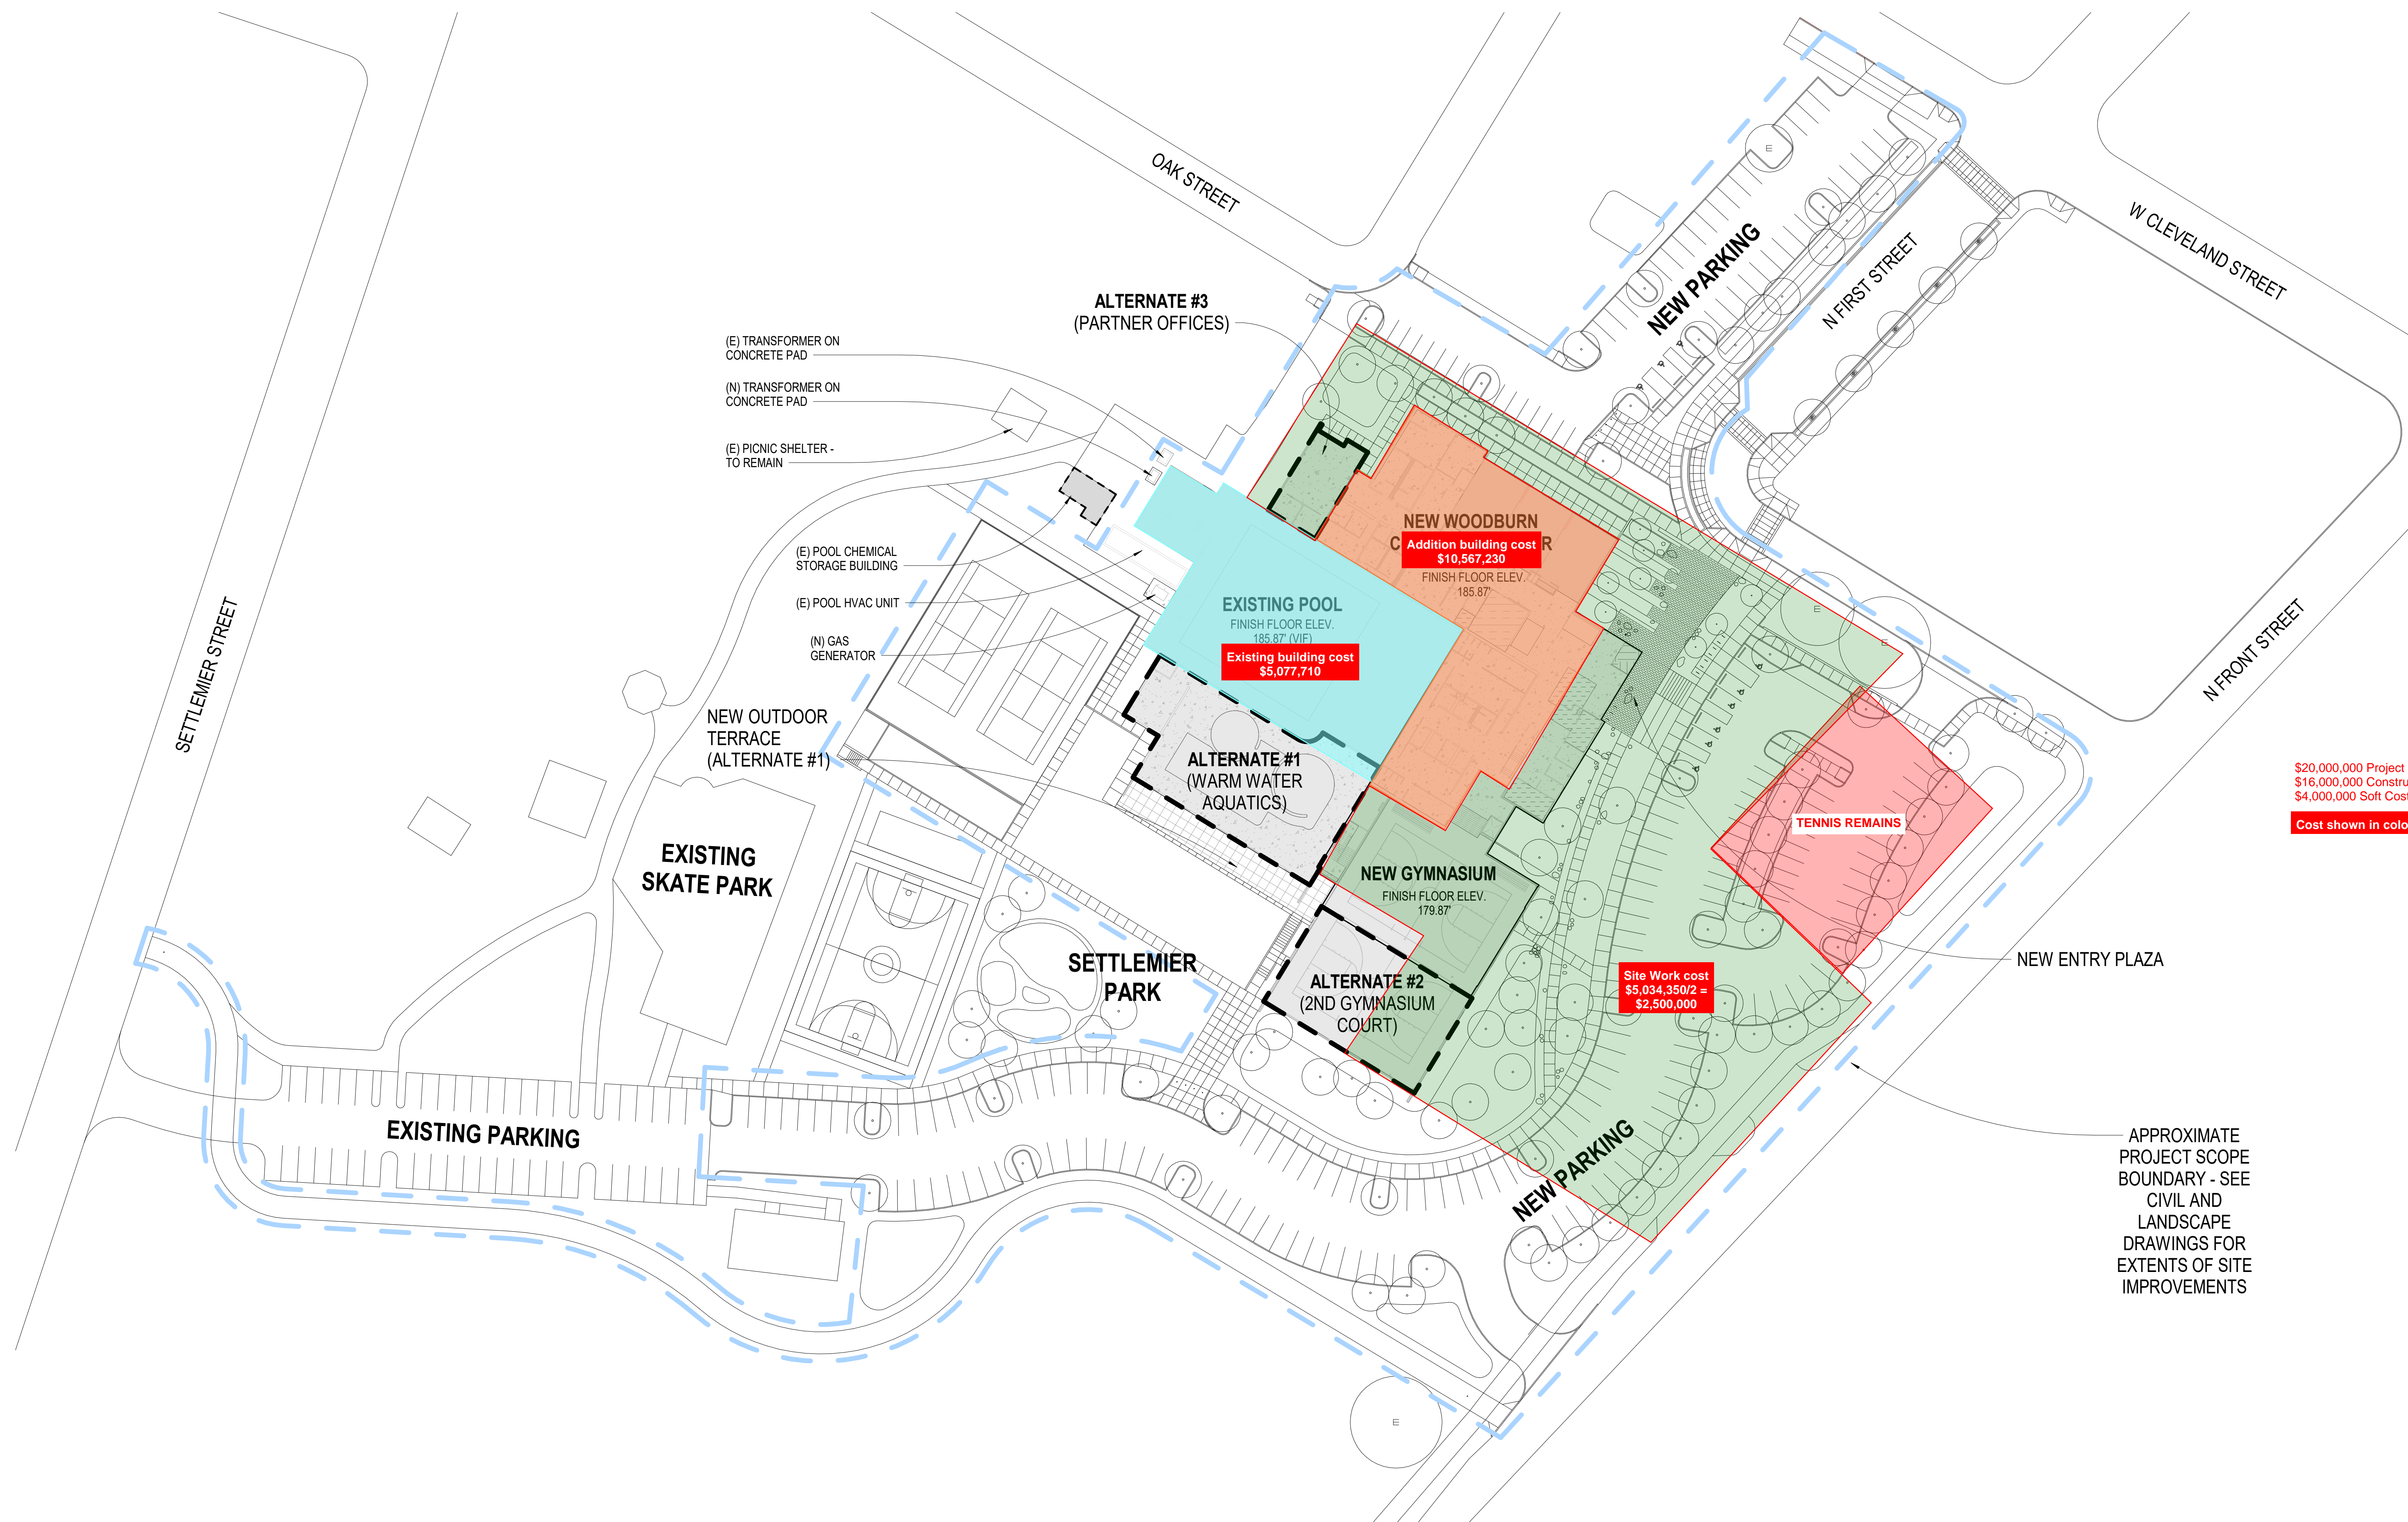 OAK STREET
W CLEVELAND STREET
N FIRST STREET
NEW PARKING
ALTERNATE #3
(PARTNER OFFICES)
(E) TRANSFORMER ON
CONCRETE PAD
(N) TRANSFORMER ON
CONCRETE PAD
(E) PICNIC SHELTER -
TO REMAIN
(E) POOL CHEMICAL
STORAGE BUILDING
(E) POOL HVAC UNIT
(N) GAS
GENERATOR
NEW WOODBURN
C R
Addition building cost
$10,567,230
FINISH FLOOR ELEV.
185.87'
EXISTING POOL
FINISH FLOOR ELEV.
185.87' (VIF)
Existing building cost
$5,077,710
SETTLEMIER STREET
N FRONT STREET
NEW OUTDOOR
TERRACE
(ALTERNATE #1)
ALTERNATE #1
(WARM WATER
AQUATICS)
$20,000,000 Project
$16,000,000 Constru
$4,000,000 Soft Cost
Cost shown in colo
TENNIS REMAINS
EXISTING
SKATE PARK
NEW GYMNASIUM
FINISH FLOOR ELEV.
179.87'
SETTLEMIER
PARK
ALTERNATE #2
(2ND GYMNASIUM
COURT)
Site Work cost
$5,034,350/2 =
$2,500,000
NEW ENTRY PLAZA
EXISTING PARKING
NEW PARKING
APPROXIMATE
PROJECT SCOPE
BOUNDARY - SEE
CIVIL AND
LANDSCAPE
DRAWINGS FOR
EXTENTS OF SITE
IMPROVEMENTS